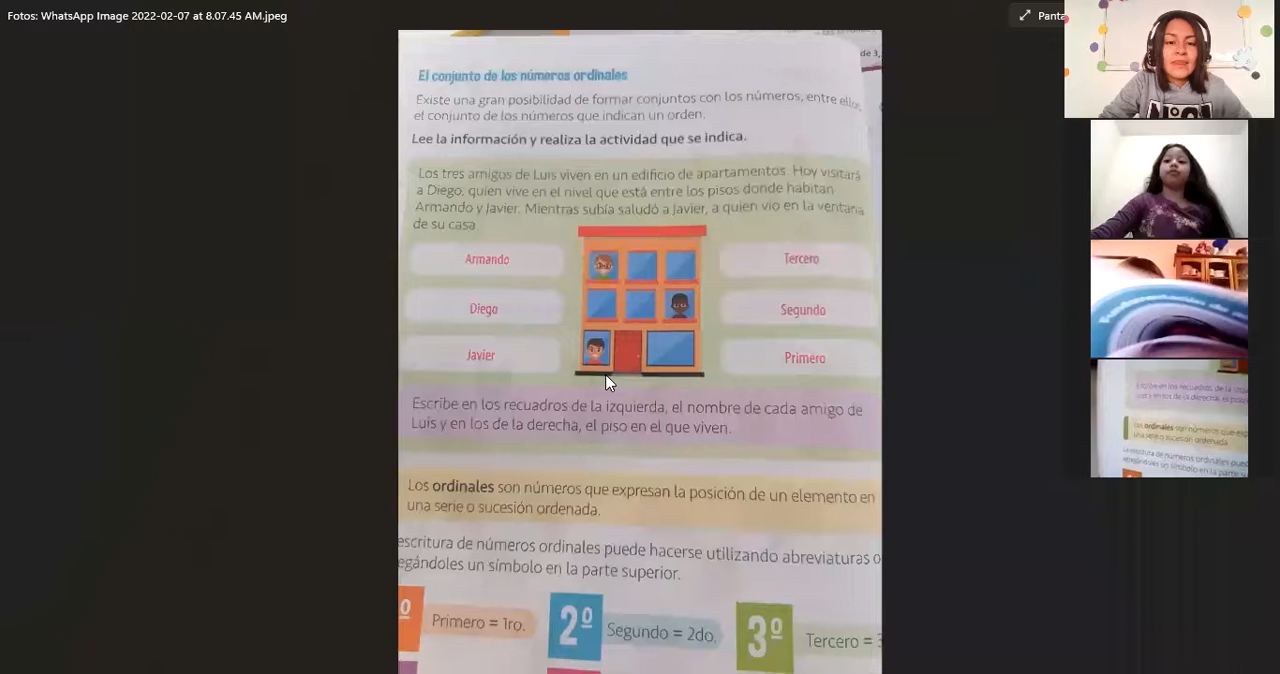 Fotos: WhatsApp Image 2022-02-07 at 8.07.45 AM.jpeg
Panta
de 3,
El conjunto de los números ordinales
Existe una gran posibilidad de formar conjuntos con los números, entre ellos,
el conjunto de los números que indican un orden.
Lee la información y realiza la actividad que se indica.
Los tres amigos de Luis viven en un edificio de apartamentos. Hoy visitará
a Diego, quien vive en el nivel que está entre los pisos donde habitan
Armando y Javier. Mientras subía saludó a Javier, a quien vio en la ventana
de su casa.
Armando
Tercero
Diego
Segundo
Javier
Primero
Escribe en los recuadros de la izquierda, el nombre de cada amigo de
Luis y en los de la derecha, el piso en el que viven.
Los ordinales son números que expresan la posición de un elemento en
una serie o sucesión ordenada.
escritura de números ordinales puede hacerse utilizando abreviaturas o
egándoles un símbolo en la parte superior.
º Primero = 1ro.
2º Segundo = 2do.
3º Tercero = 3